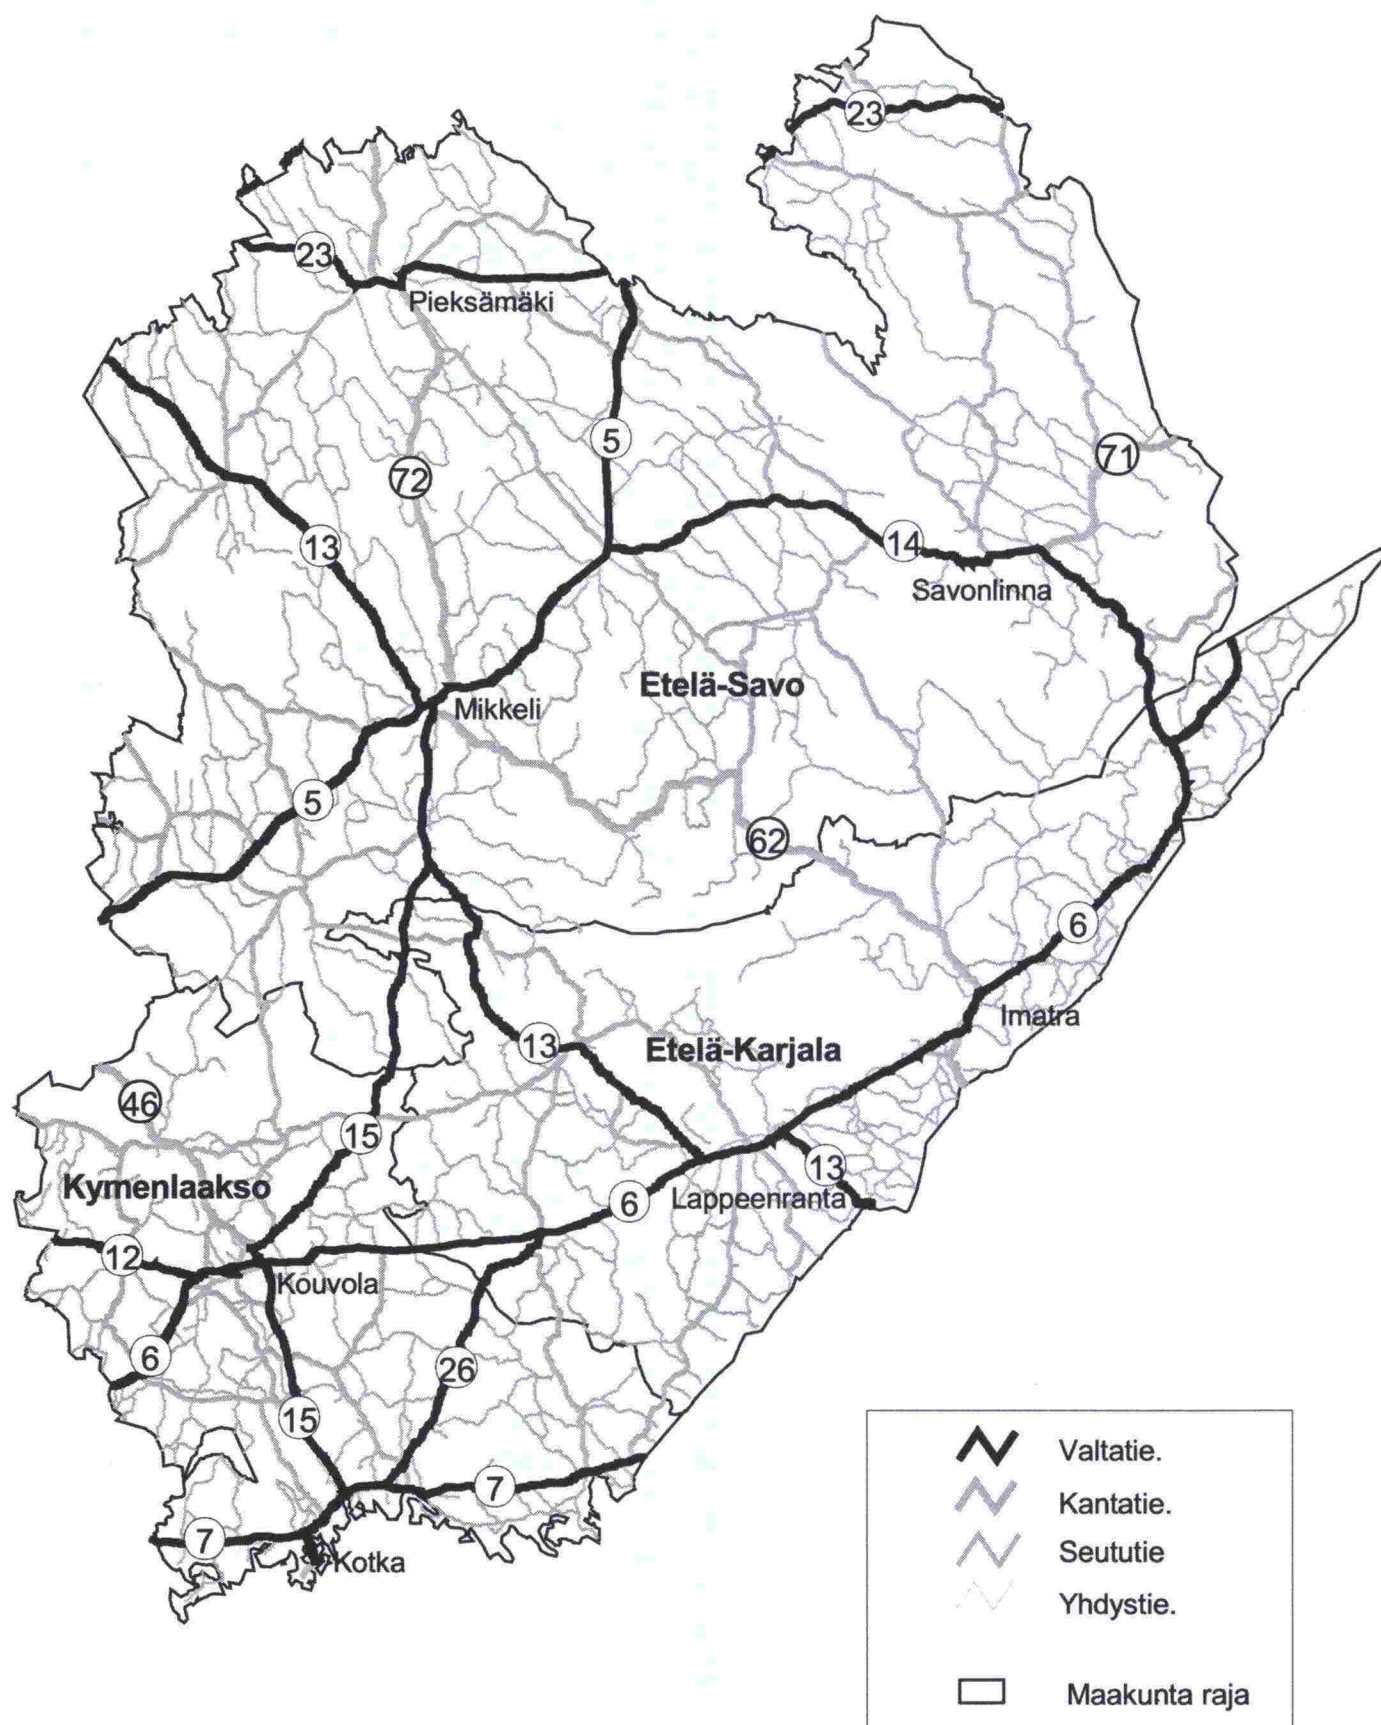 23
23
Pieksämäki
5
71
72
13
14
Savonlinna
Etelä-Savo
Mikkeli
5
62
6
Imatra
13
Etelä-Karjala
46
15
13
Kymenlaakso
6
Lappeenranta
12
Kouvola
6
26
15
7
7
Kotka
Valtatie.
Kantatie.
Seututie
Yhdystie.
Maakunta raja